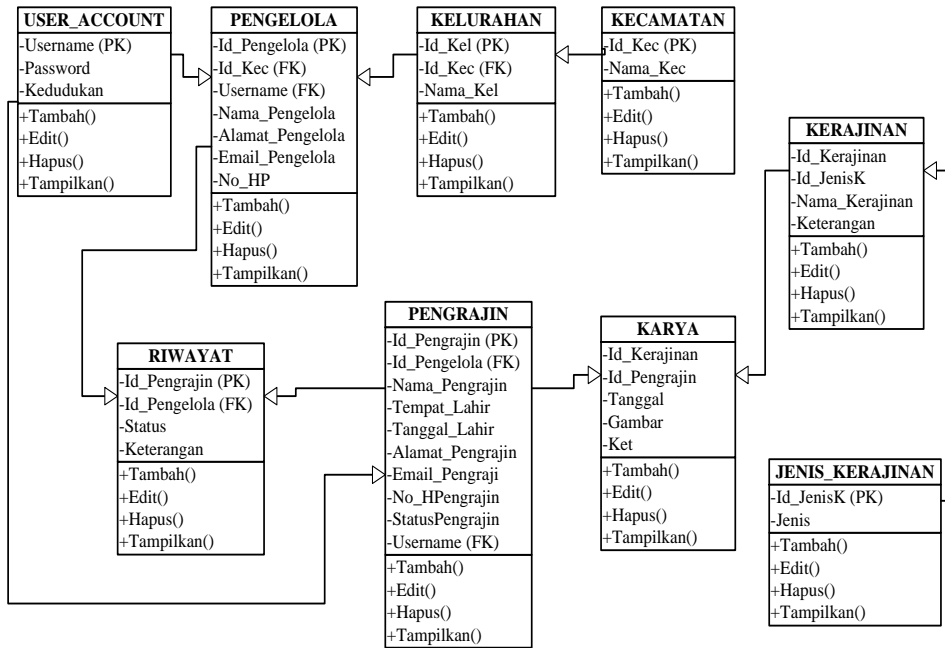 USER_ACCOUNT
-Username (PK)
-Password
-Kedudukan
+Tambah()
+Edit()
+Hapus()
+Tampilkan()
PENGELOLA
-Id_Pengelola (PK)
-Id_Kec (FK)
-Username (FK)
-Nama_Pengelola
-Alamat_Pengelola
-Email_Pengelola
-No_HP
+Tambah()
+Edit()
+Hapus()
+Tampilkan()
KELURAHAN
-Id_Kel (PK)
-Id_Kec (FK)
-Nama_Kel
+Tambah()
+Edit()
+Hapus()
+Tampilkan()
KECAMATAN
-Id_Kec (PK)
-Nama_Kec
+Tambah()
+Edit()
+Hapus()
+Tampilkan()
KERAJINAN
-Id_Kerajinan
-Id_JenisK
-Nama_Kerajinan
-Keterangan
+Tambah()
+Edit()
+Hapus()
+Tampilkan()
RIWAYAT
-Id_Pengrajin (PK)
-Id_Pengelola (FK)
-Status
-Keterangan
+Tambah()
+Edit()
+Hapus()
+Tampilkan()
PENGRAJIN
-Id_Pengrajin (PK)
-Id_Pengelola (FK)
-Nama_Pengrajin
-Tempat_Lahir
-Tanggal_Lahir
-Alamat_Pengrajin
-Email_Pengraji
-No_HPengrajin
-StatusPengrajin
-Username (FK)
+Tambah()
+Edit()
+Hapus()
+Tampilkan()
KARYA
-Id_Kerajinan
-Id_Pengrajin
-Tanggal
-Gambar
-Ket
+Tambah()
+Edit()
+Hapus()
+Tampilkan()
JENIS_KERAJINAN
-Id_JenisK (PK)
-Jenis
+Tambah()
+Edit()
+Hapus()
+Tampilkan()